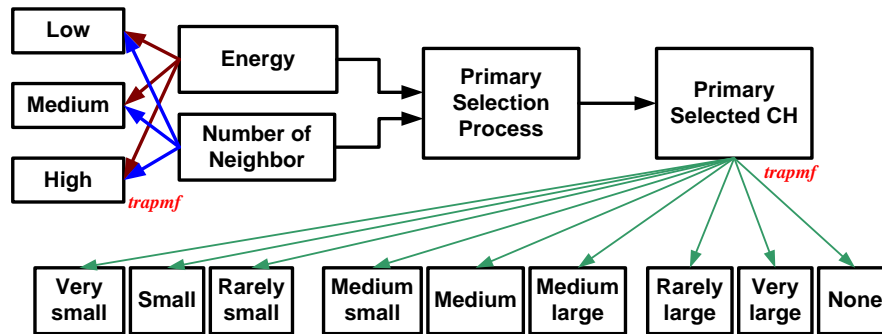 Low
Medium
High
trapmf
Energy
Number of
Neighbor
Primary
Selection
Process
Primary
Selected CH
trapmf
Very
small
Small
Rarely
small
Medium
small
Medium
Medium
large
Rarely
large
Very
large
None